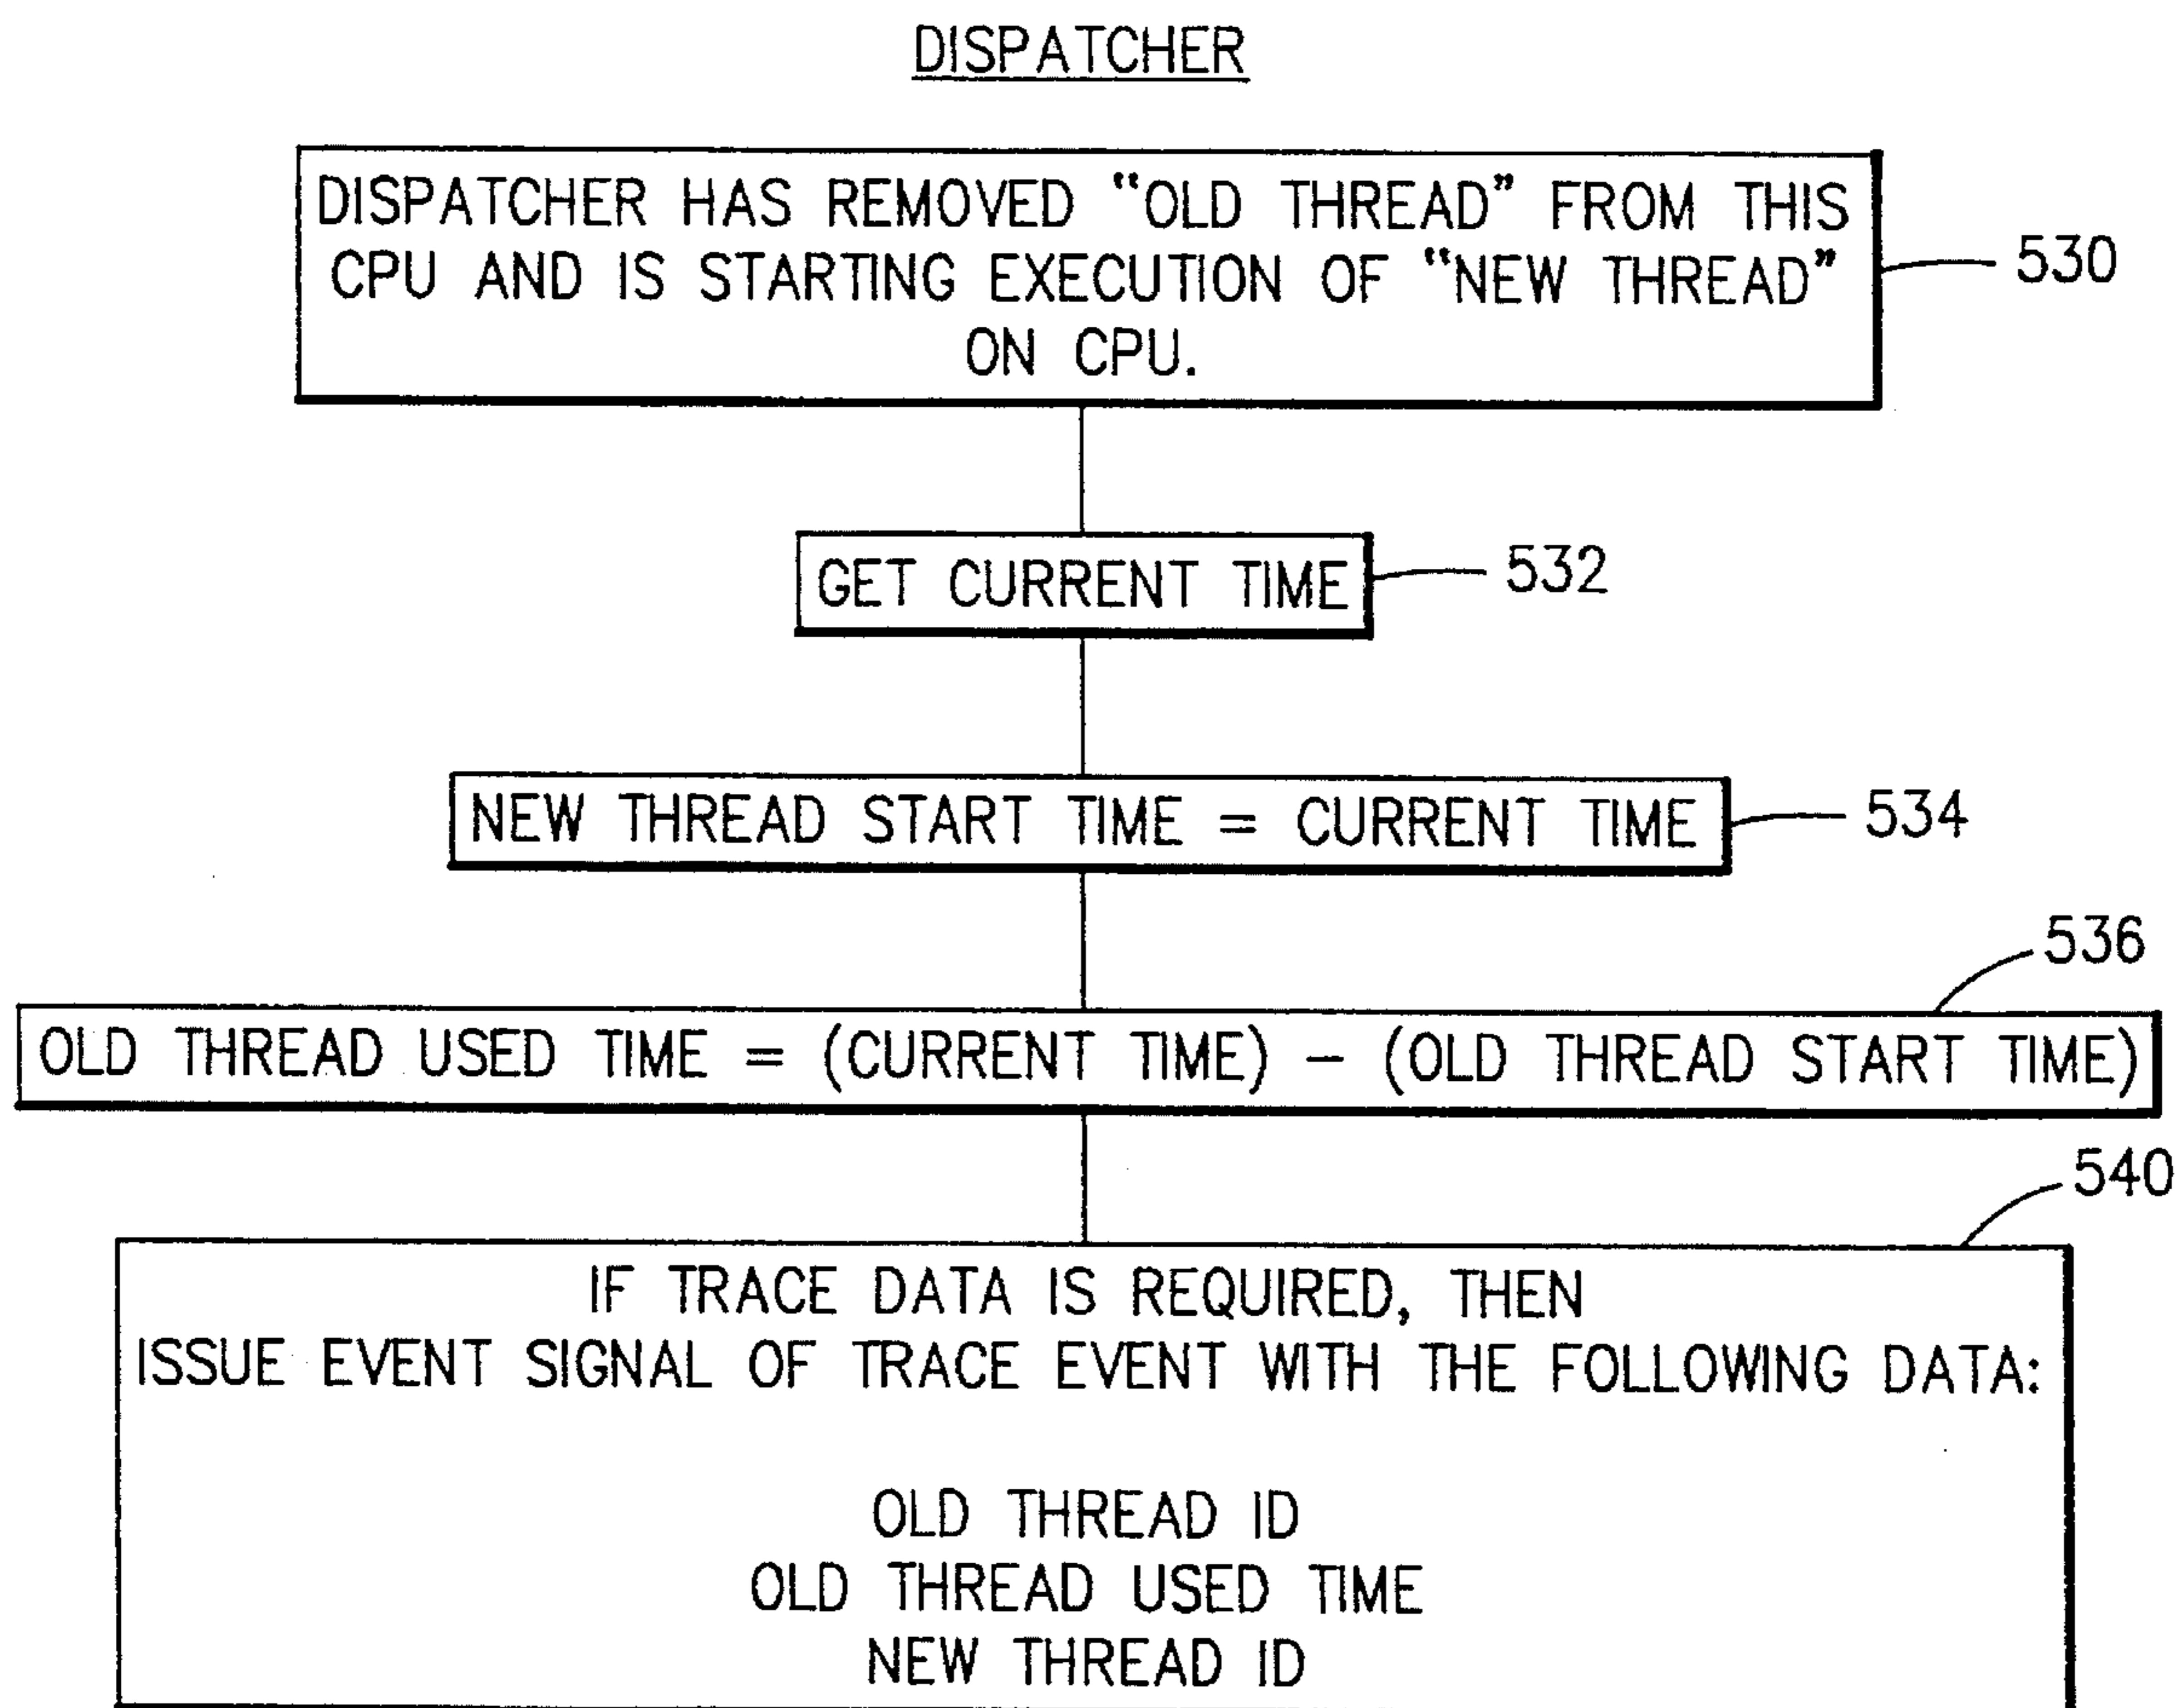 DISPATCHER
DISPATCHER HAS REMOVED “OLD THREAD” FROM THIS
CPU AND IS STARTING EXECUTION OF “NEW THREAD”
ON CPU.
530
GET CURRENT TIME
532
NEW THREAD START TIME = CURRENT TIME
534
536
OLD THREAD USED TIME = (CURRENT TIME) – (OLD THREAD START TIME)
540
IF TRACE DATA IS REQUIRED, THEN
ISSUE EVENT SIGNAL OF TRACE EVENT WITH THE FOLLOWING DATA:
OLD THREAD ID
OLD THREAD USED TIME
NEW THREAD ID